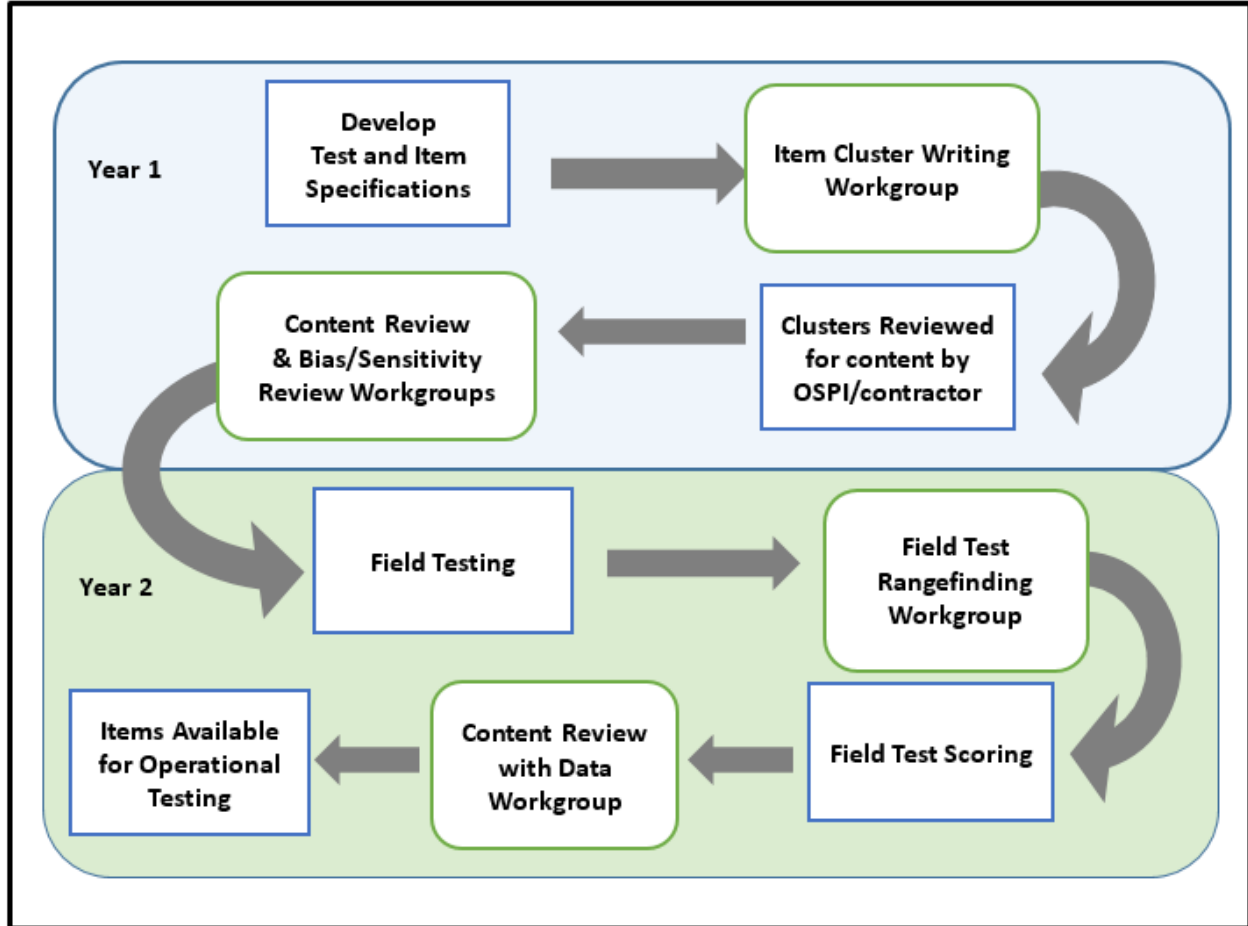 Year 1
Develop
Test and Item
Specifications
Item Cluster Writing
Workgroup
Clusters Reviewed
for content by
OSPI/contractor
Content Review
& Bias/Sensitivity
Review Workgroups
Year 2
Field Testing
Field Test
Rangefinding
Workgroup
Field Test Scoring
Content Review
with Data
Workgroup
Items Available
for Operational
Testing